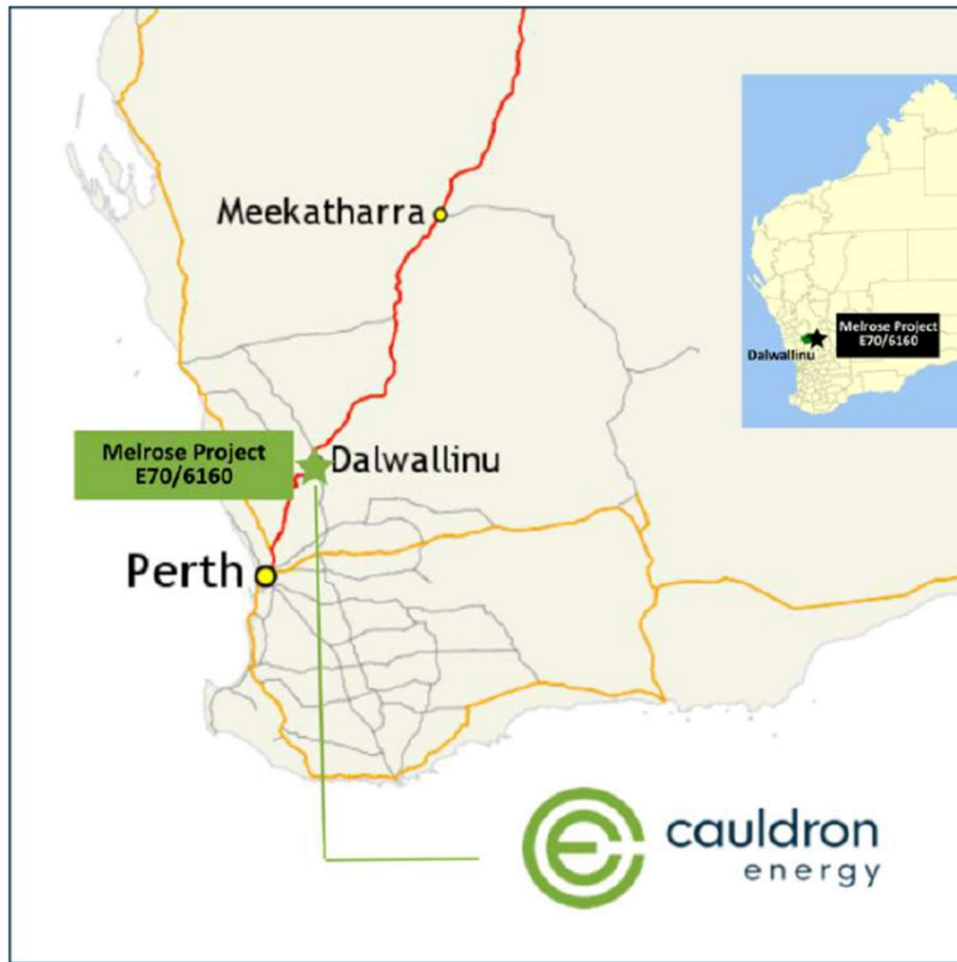 Meekatharra
Melrose Project
E70/6160
Dalwallinu
Melrose Project
E70/6160
Dalwallinu
Perth
cauldron
energy